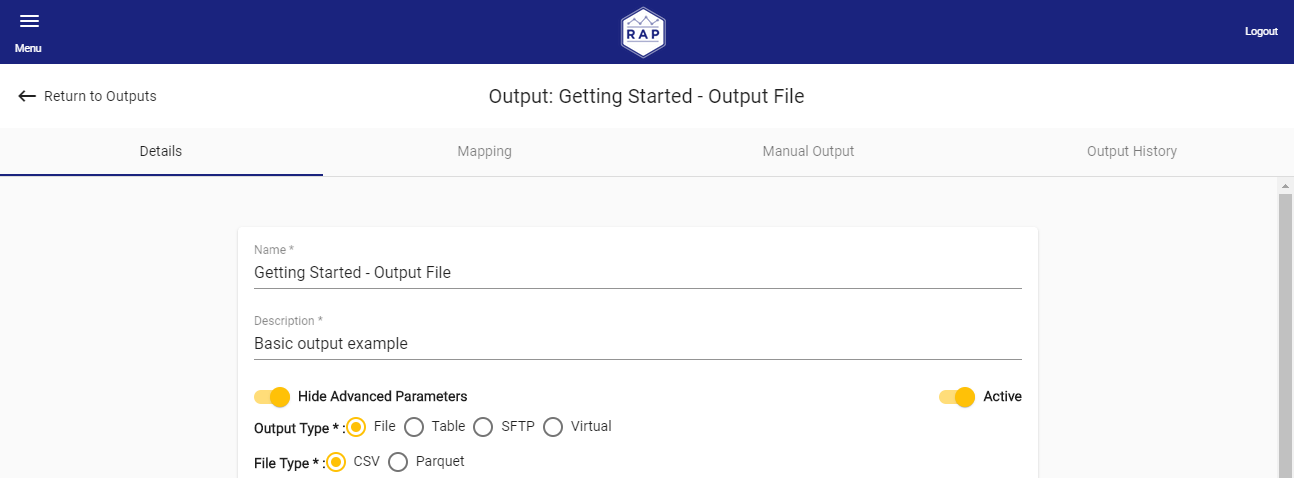 Menu
RAP
Logout
Return to Outputs
Output: Getting Started - Output File
Details Mapping Manual Output Output History
Name *
Getting Started - Output File
Description *
Basic output example
Hide Advanced Parameters Active
Output Type * : File Table SFTP Virtual
File Type * : CSV Parquet